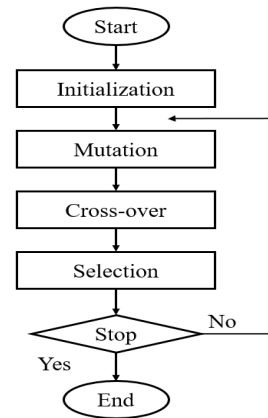 Start
Initialization
Mutation
Cross-over
Selection
Stop
No
Yes
End